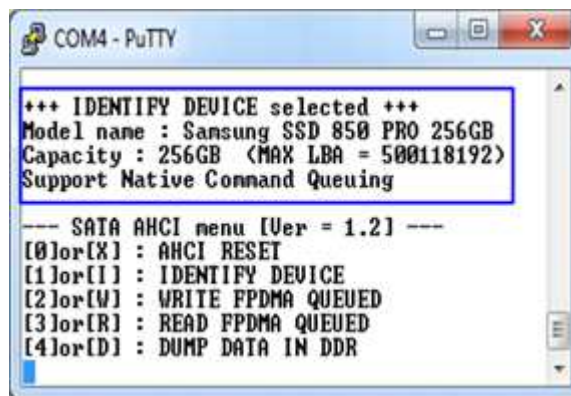 COM4 - PuTTY
+++ IDENTIFY DEVICE selected +++
Model name : Samsung SSD 850 PRO 256GB
Capacity : 256GB  (MAX LBA = 500118192)
Support Native Command Queuing
--- SATA AHCI menu [Ver = 1.2] ---
[0]or[X] : AHCI RESET
[1]or[I] : IDENTIFY DEVICE
[2]or[W] : WRITE FPDMA QUEUED
[3]or[R] : READ FPDMA QUEUED
[4]or[D] : DUMP DATA IN DDR